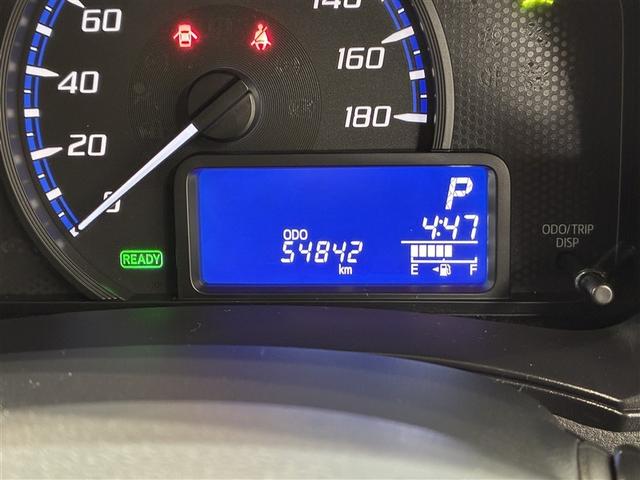 60
40
20
0
140
160
180
P
4:47
ODO
54842
km
E F
READY
ODO/TRIP
DISP